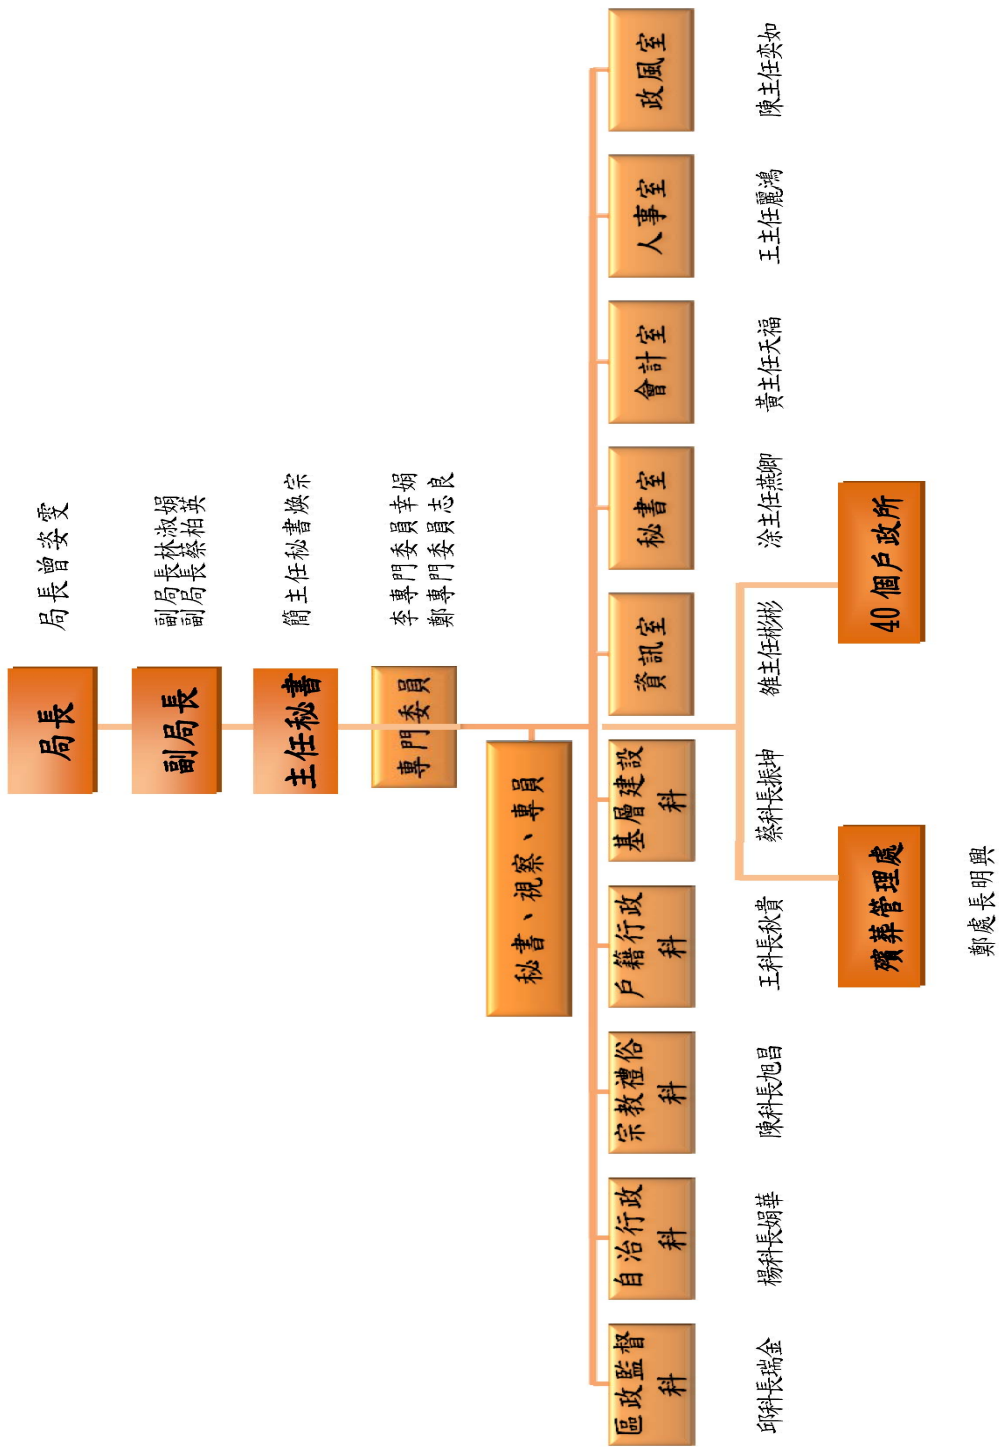 局長
局長曾姿雯
副局長
副局長林淑娟
副局長蔡柏英
主任秘書
簡主任秘書煥宗
專門委員
李專門委員幸娟
鄭專門委員志良
秘書、視察、專員
區政監督
科
自治行政
科
宗教禮俗
科
戶籍行政
科
基層建設
科
資訊室
秘書室
會計室
人事室
政風室
邱科長瑞金
楊科長娟華
陳科長旭昌
王科長秋貴
蔡科長振坤
雒主任彬彬
涂主任燕卿
黃主任天福
王主任麗鴻
陳主任奕如
殯葬管理處
40個戶政所
鄭處長明興